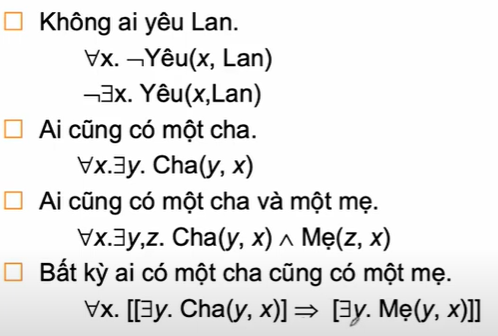 Không ai yêu Lan.
∀x. ¬Yêu(x, Lan)
¬∃x. Yêu(x,Lan)
Ai cũng có một cha.
∀x.∃y. Cha(y, x)
Ai cũng có một cha và một mẹ.
∀x.∃y,z. Cha(y, x) ∧ Mẹ(z, x)
Bất kỳ ai có một cha cũng có một mẹ.
∀x. [[∃y. Cha(y, x)] ⇒ [∃y. Mẹ(y, x)]]